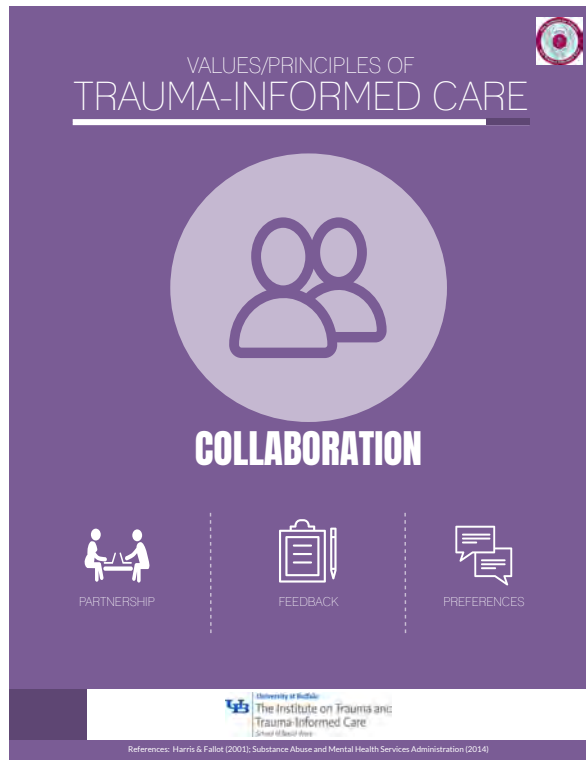 VALUES/PRINCIPLES OF
TRAUMA-INFORMED CARE
COLLABORATION
PARTNERSHIP
FEEDBACK
PREFERENCES
University at Buffalo
The Institute on Trauma and
Trauma-Informed Care
School of Social Work
References: Harris & Fallot (2001); Substance Abuse and Mental Health Services Administration (2014)